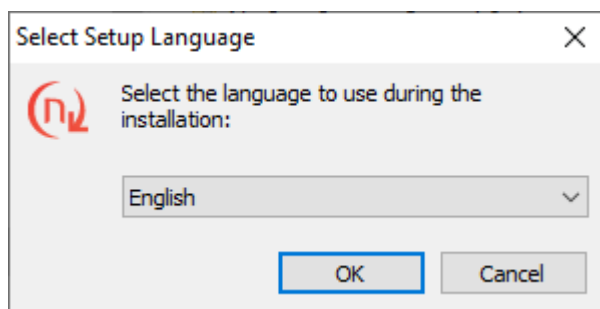 Select Setup Language
Select the language to use during the
installation:
English
OK
Cancel